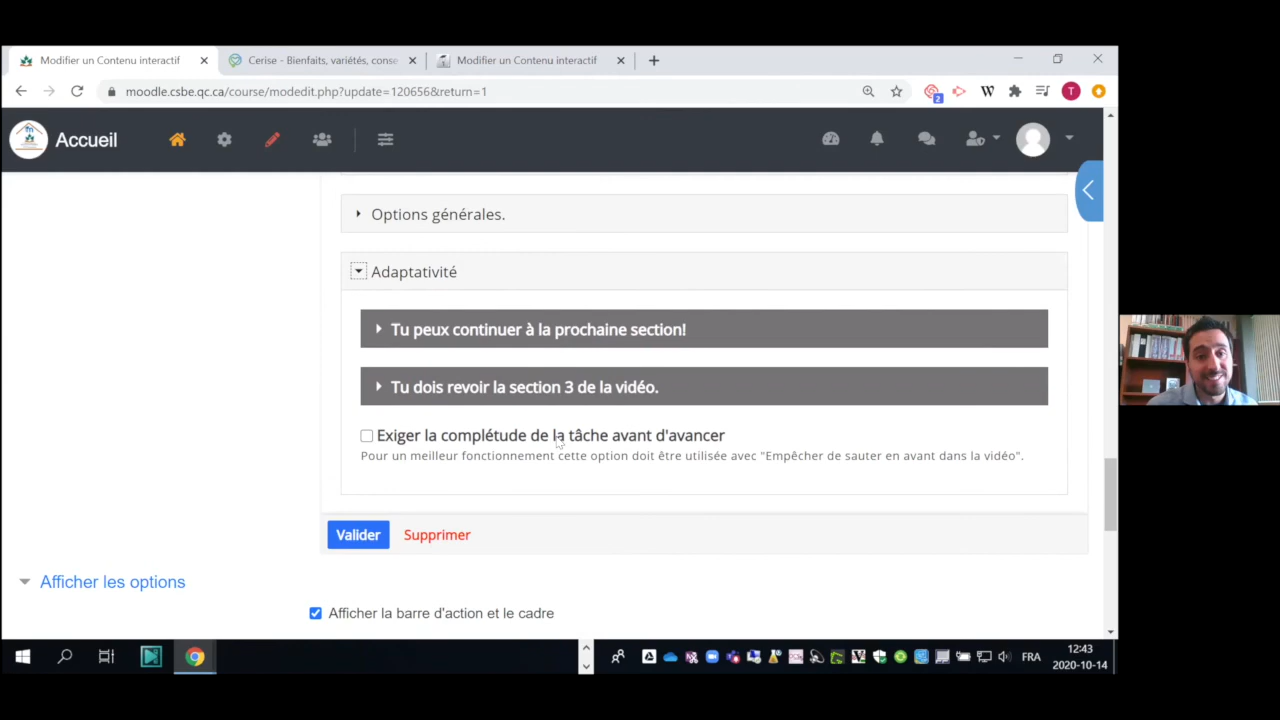 Modifier un Contenu interactif
Cerise - Bienfaits, variétés, conse
Modifier un Contenu interactif
moodle.csbe.qc.ca/course/modedit.php?update=120656&return=1
2
W
T
Accueil
Options générales.
Adaptativité
Tu peux continuer à la prochaine section!
Tu dois revoir la section 3 de la vidéo.
Exiger la complétude de la tâche avant d'avancer
Pour un meilleur fonctionnement cette option doit être utilisée avec "Empêcher de sauter en avant dans la vidéo".
Valider Supprimer
Afficher les options
Afficher la barre d'action et le cadre
FRA
12:43
2020-10-14